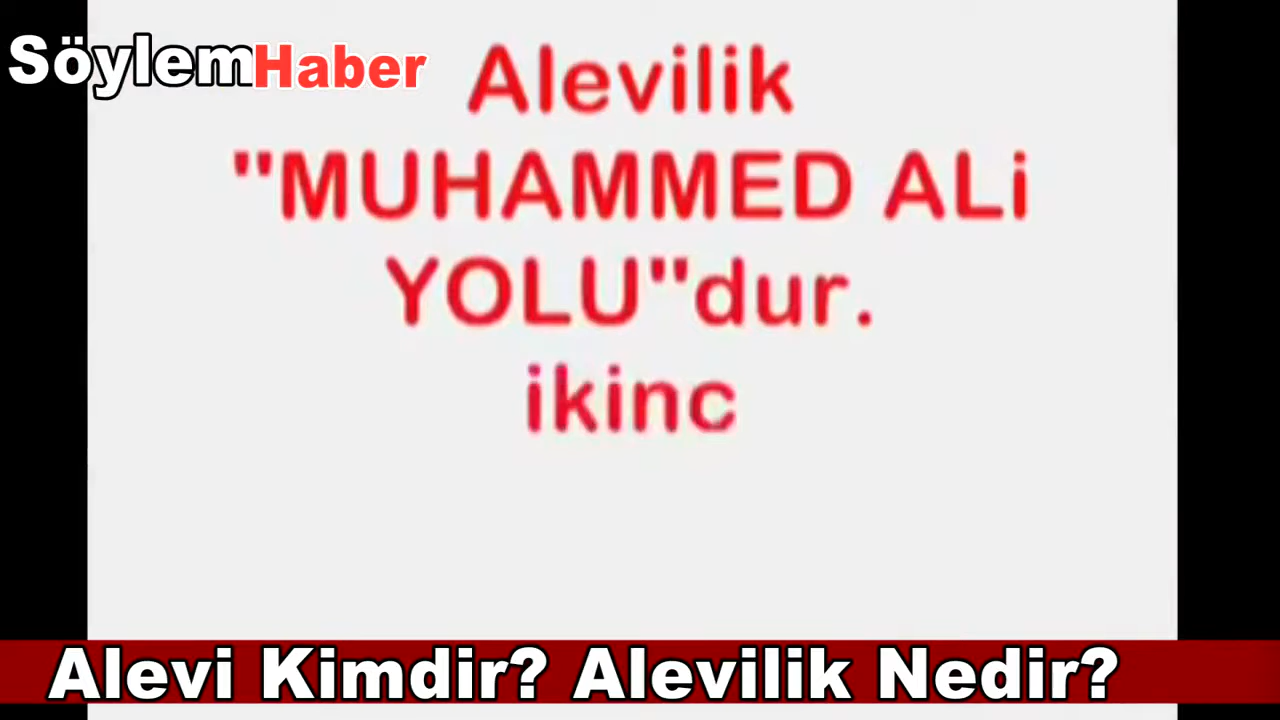 SöylemHaber
Alevilik
"MUHAMMED ALi
YOLU"dur.
ikinc
Alevi Kimdir? Alevilik Nedir?